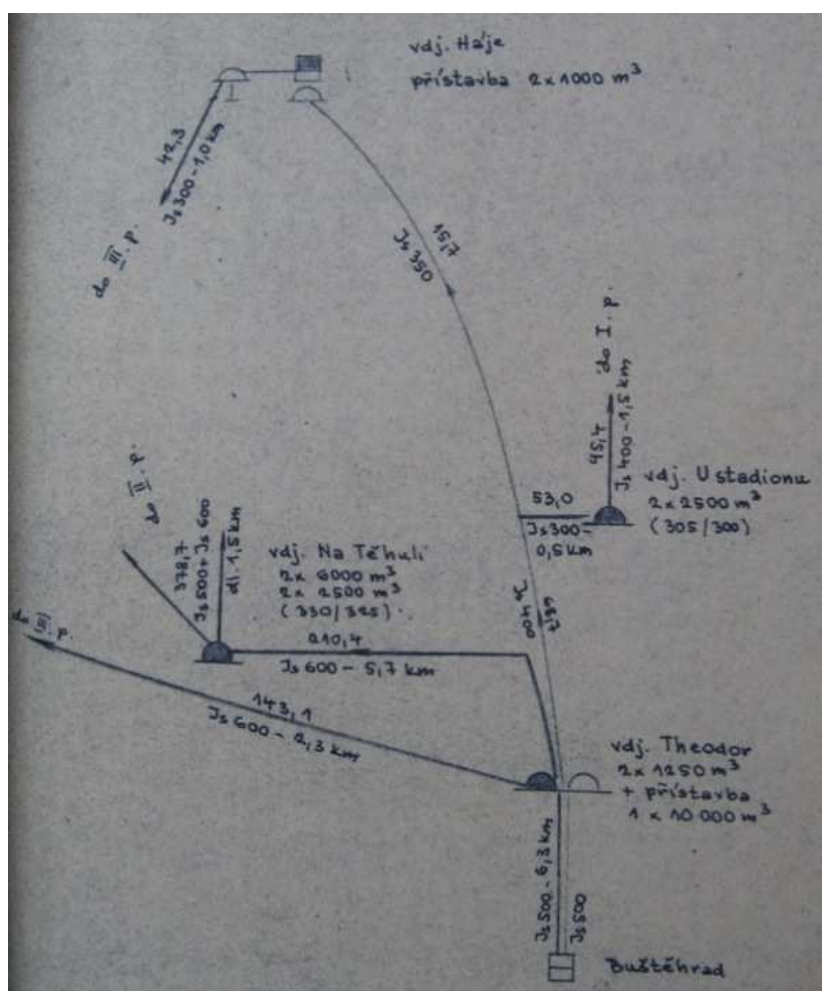 vdj. Háje
přístavba 2x1000 m³
42,3
Js 300-1,0 km
do III. p.
15,7
Js 350
do I. p.
45,4
Js 400-1,5 km
vdj. U stadionu
2x2500 m³
(305/300)
53,0
Js 300-
0,5 km
do II. p.
378,7
Js 500+Js 600
dl. 1,5 km
vdj. Na Těhuli
2x 6000 m³
2x 2500 m³
(330/325)
Js 400
210,4
Js 600 - 5,7 km
do III. p.
143,1
Js 600 - 2,3 km
vdj. Theodor
2x 1250 m³
+ přístavba
1 x 10 000 m³
Js 500 - 6,3 km
Js 500
Buštěhrad